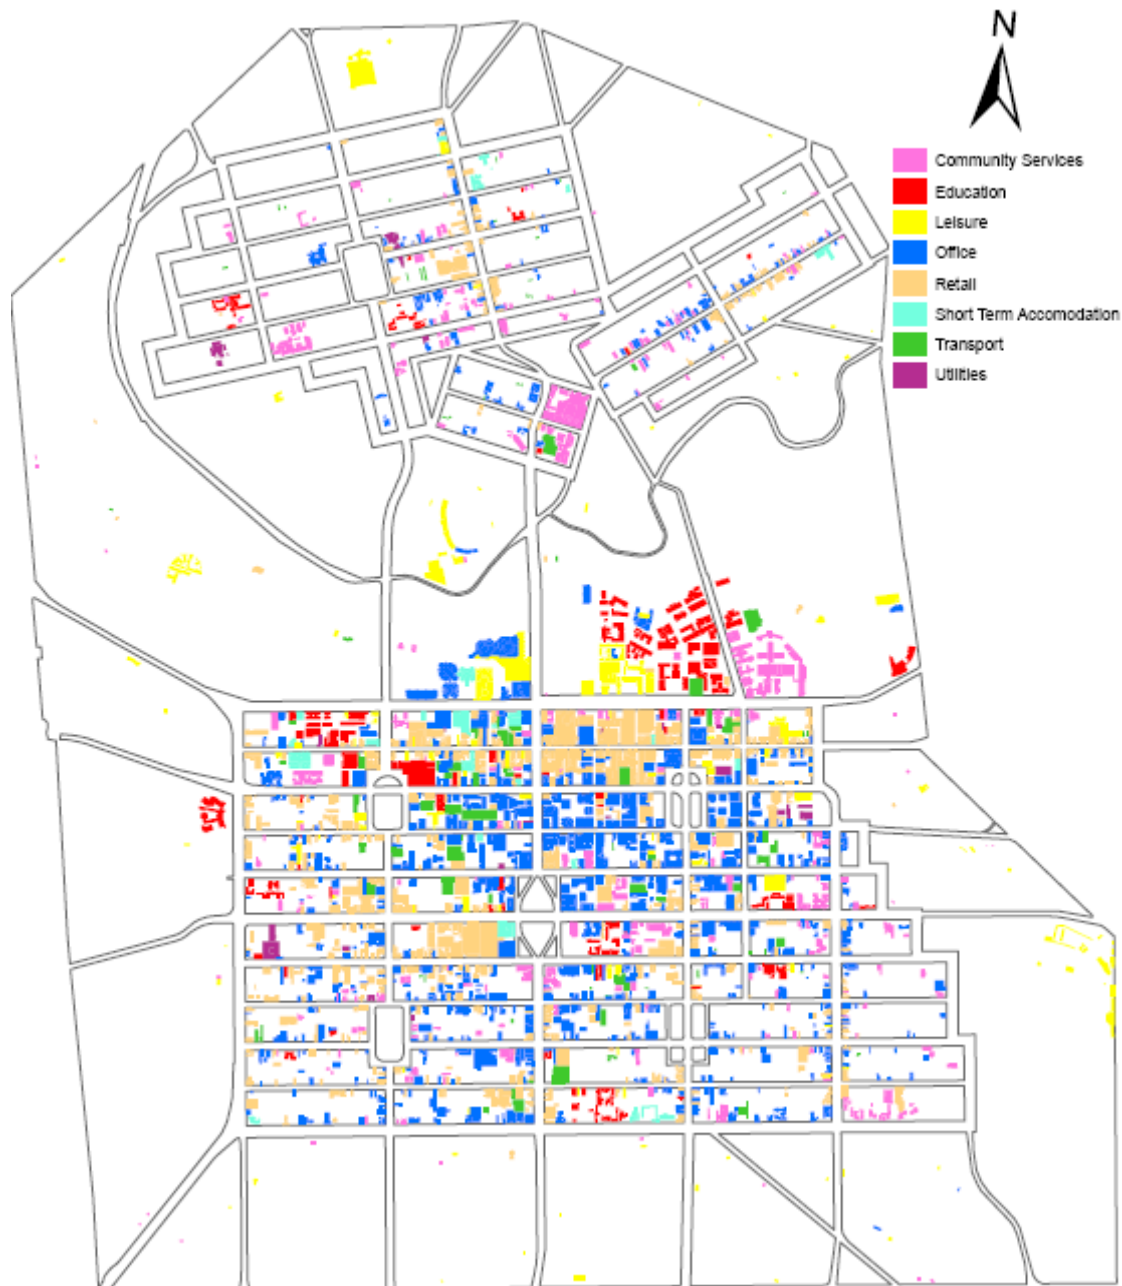 N
Community Services
Education
Leisure
Office
Retail
Short Term Accomodation
Transport
Utilities